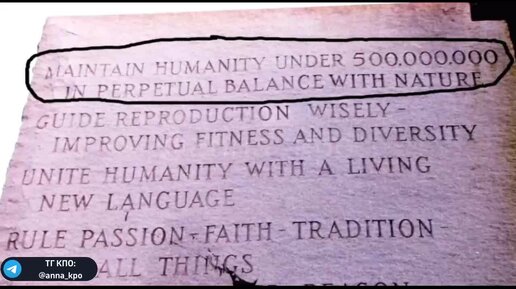 MAINTAIN HUMANITY UNDER 500.000.000
IN PERPETUAL BALANCE WITH NATURE
GUIDE REPRODUCTION WISELY -
IMPROVING FITNESS AND DIVERSITY
UNITE HUMANITY WITH A LIVING
NEW LANGUAGE
RULE PASSION - FAITH - TRADITION -
ALL THINGS
REASON
ТГ КПО:
@anna_kpo